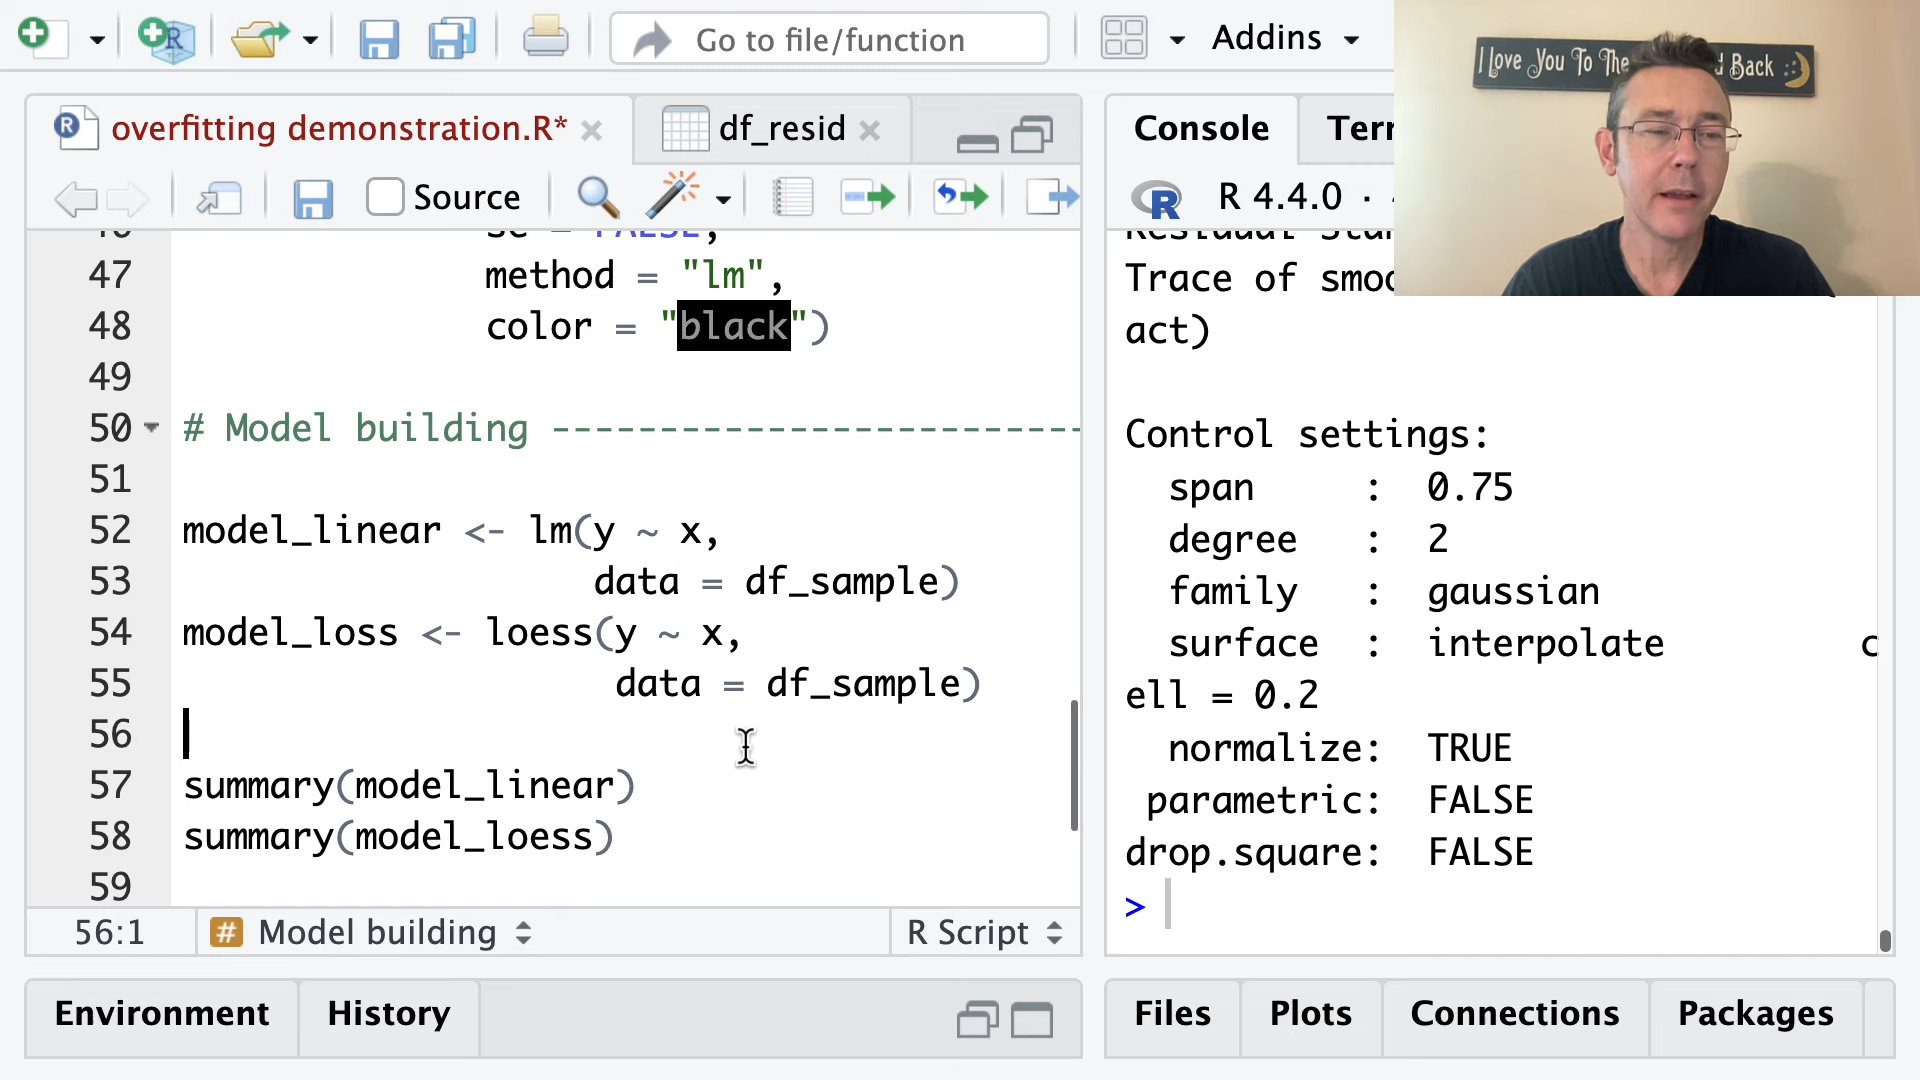 Go to file/function
Addins
I Love You To The
d Back
overfitting demonstration.R*
df_resid
Console
Terr
Source
R 4.4.0 ·
se = FALSE,
47 method = "lm",
48 color = "black")
49
50 # Model building ------------------------
51
52 model_linear <- lm(y ~ x,
53 data = df_sample)
54 model_loss <- loess(y ~ x,
55 data = df_sample)
56
57 summary(model_linear)
58 summary(model_loess)
59
56:1
# Model building
R Script
Trace of smoo
act)
Control settings:
span : 0.75
degree : 2
family : gaussian
surface : interpolate c
ell = 0.2
normalize: TRUE
parametric: FALSE
drop.square: FALSE
>
Environment
History
Files
Plots
Connections
Packages